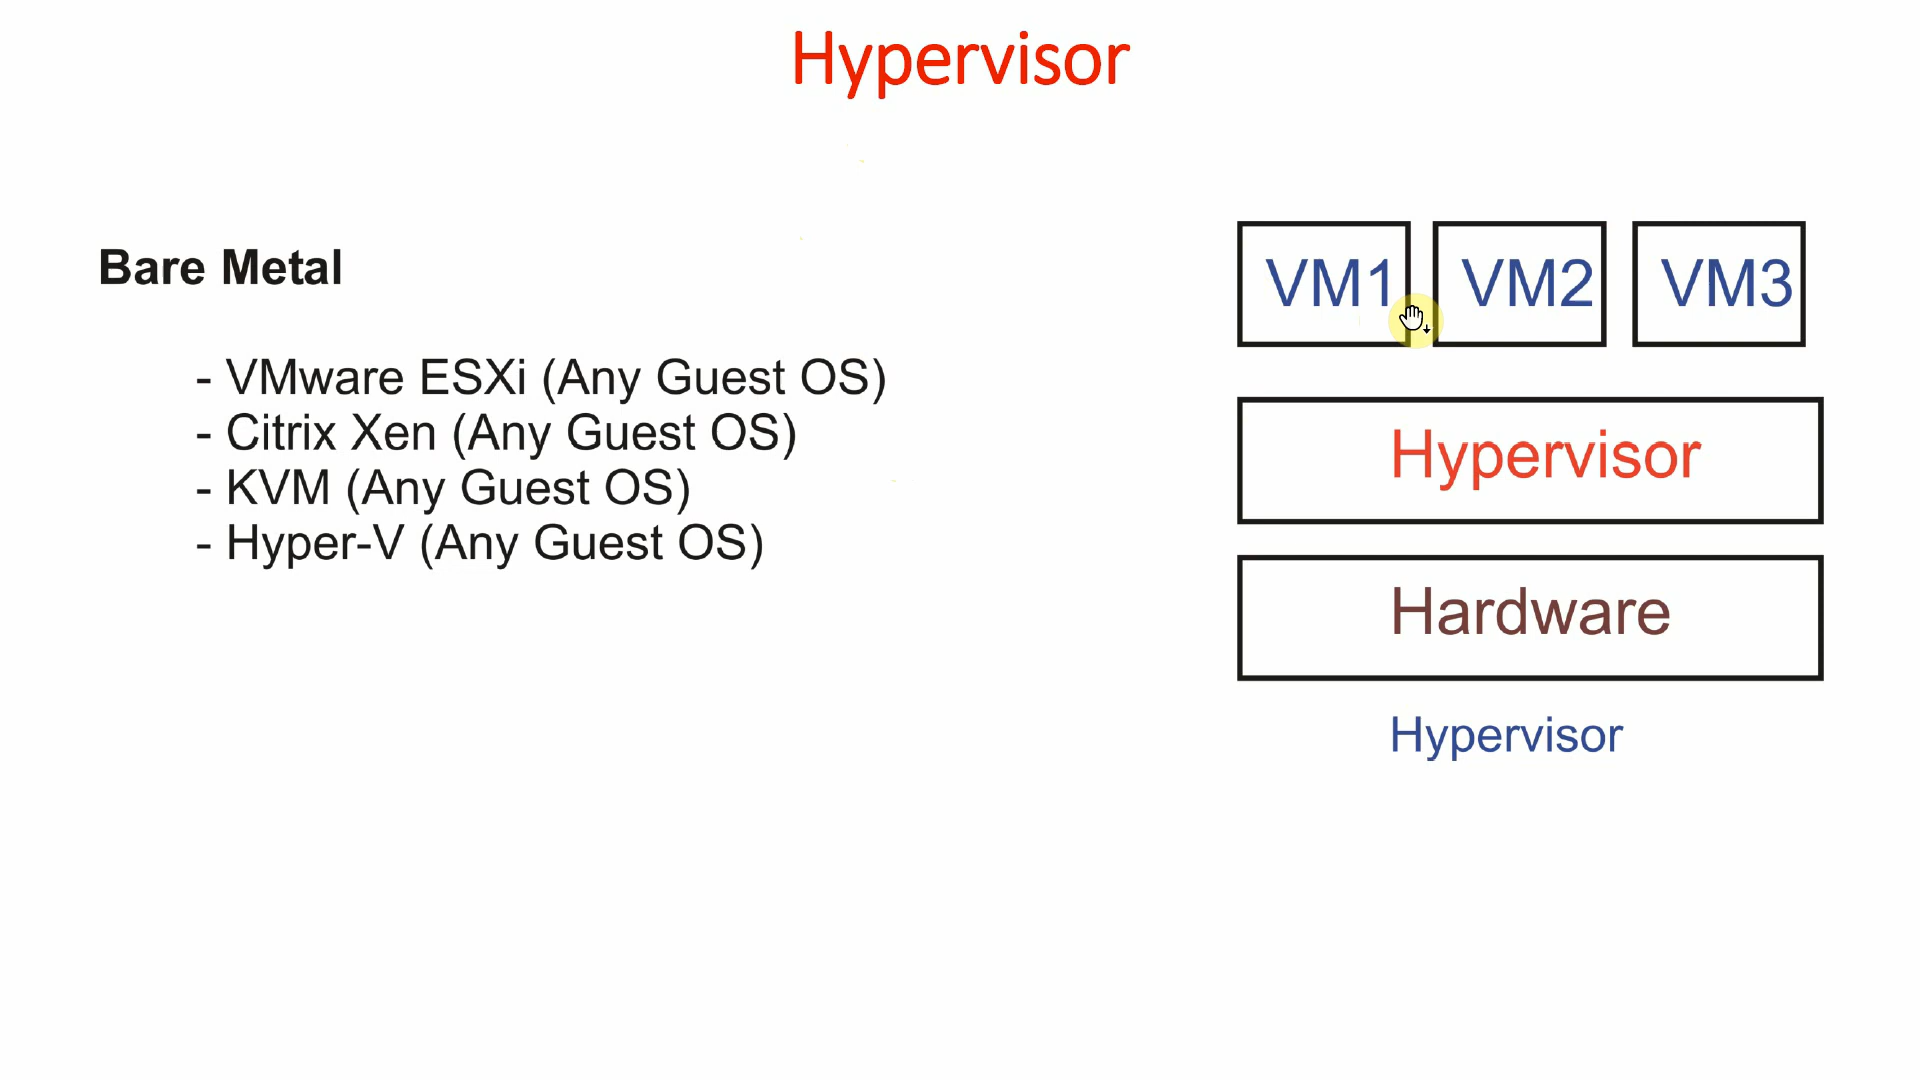 Hypervisor
Bare Metal
- VMware ESXi (Any Guest OS)
- Citrix Xen (Any Guest OS)
- KVM (Any Guest OS)
- Hyper-V (Any Guest OS)
VM1 VM2 VM3
Hypervisor
Hardware
Hypervisor